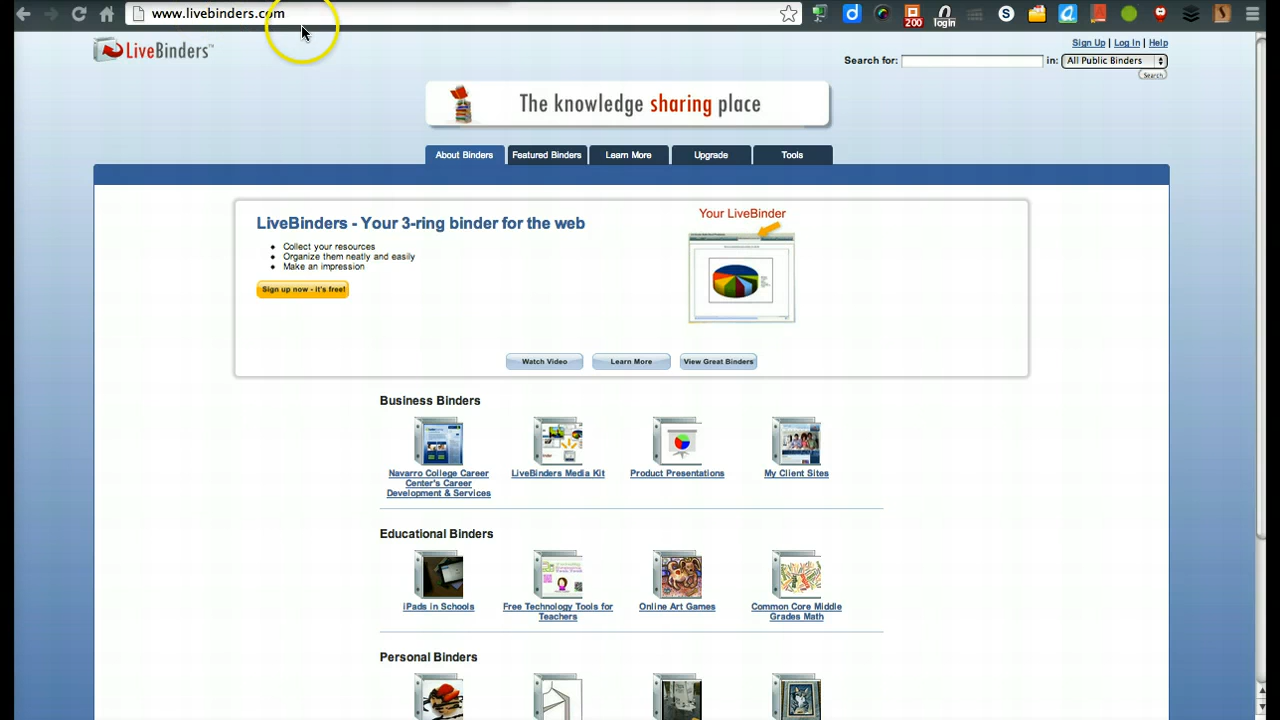 www.livebinders.com
200
login
LiveBinders™
Sign Up | Log In | Help
Search for: in: All Public Binders
Search
The knowledge sharing place
About Binders Featured Binders Learn More Upgrade Tools
LiveBinders - Your 3-ring binder for the web
Collect your resources
Organize them neatly and easily
Make an impression
Sign up now - it's free!
Your LiveBinder
Watch Video Learn More View Great Binders
Business Binders
Navarro College Career
Center's Career
Development & Services
LiveBinders Media Kit
Product Presentations
My Client Sites
Educational Binders
iPads in Schools
Free Technology Tools for
Teachers
Online Art Games
Common Core Middle
Grades Math
Personal Binders